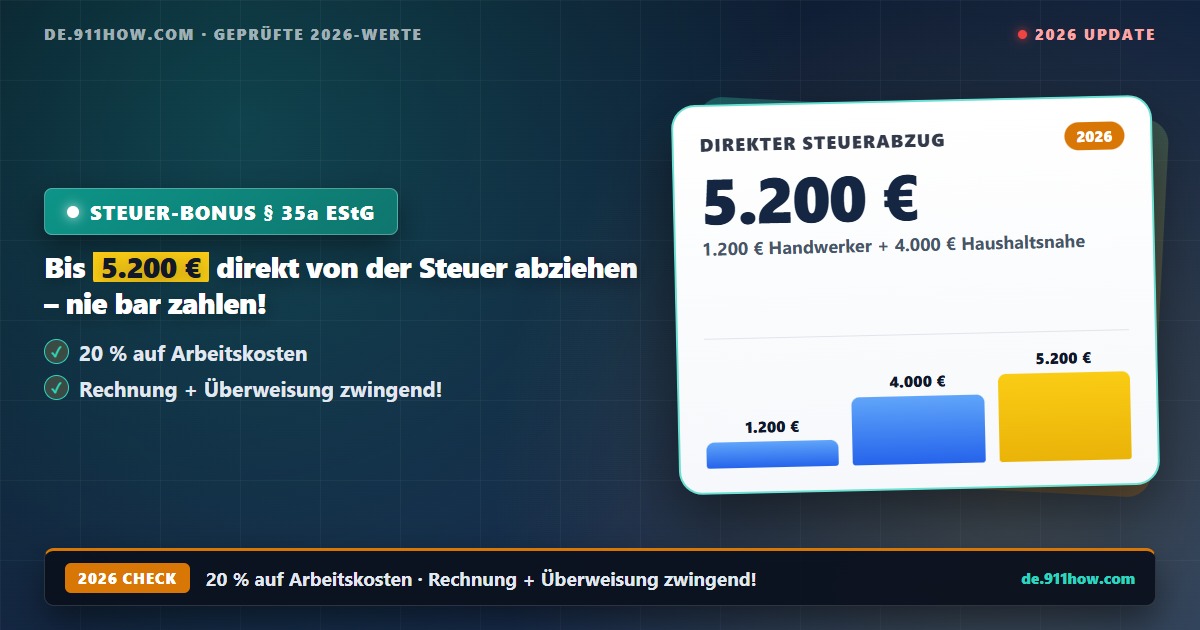 DE.911HOW.COM · GEPRÜFTE 2026-WERTE
2026 UPDATE
STEUER-BONUS § 35a EStG
Bis 5.200 € direkt von der Steuer abziehen
– nie bar zahlen!
✓ 20 % auf Arbeitskosten
✓ Rechnung + Überweisung zwingend!
DIREKTER STEUERABZUG
2026
5.200 €
1.200 € Handwerker + 4.000 € Haushaltsnahe
1.200 €
4.000 €
5.200 €
2026 CHECK
20 % auf Arbeitskosten · Rechnung + Überweisung zwingend!
de.911how.com